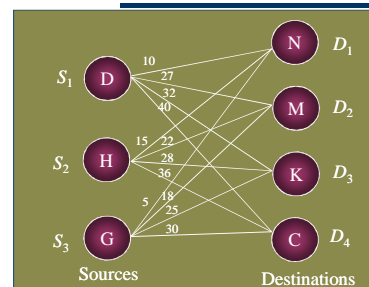 N D1
10
S1 D 27
32
40 M D2
15 22
S2 H 28 K D3
36
5 18
25
S3 G 30 C D4
Sources Destinations